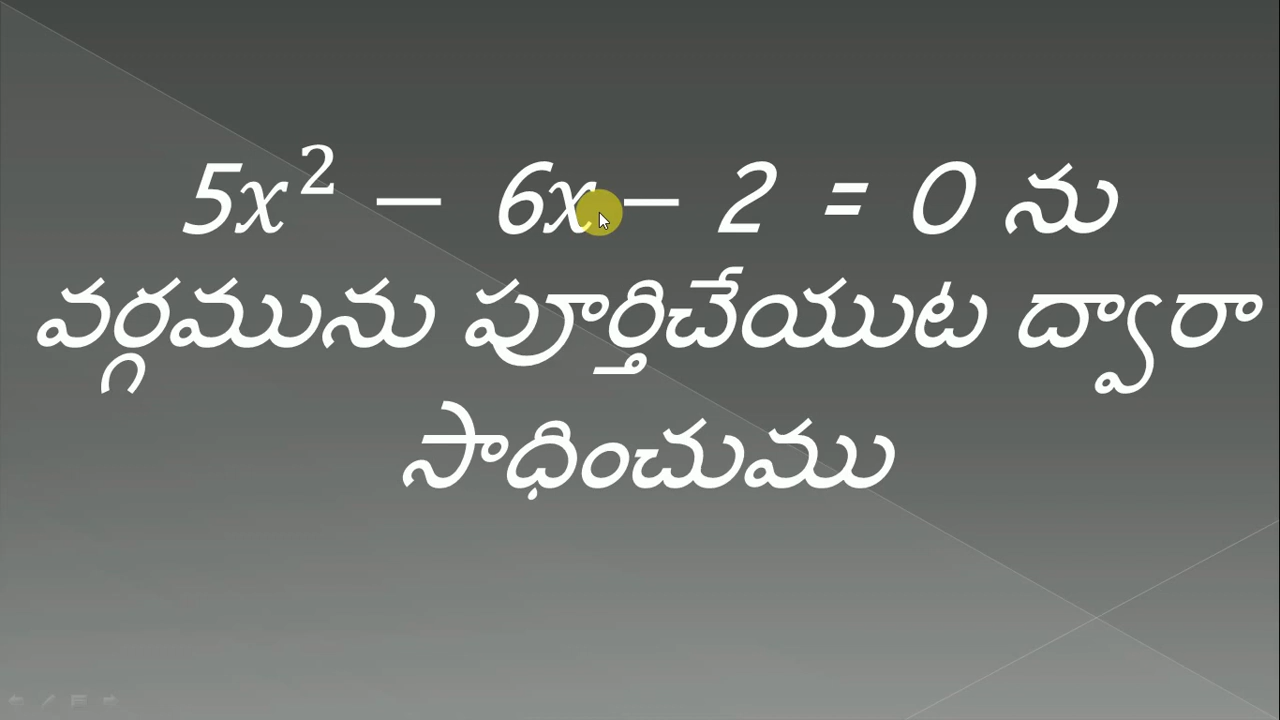 5x² − 6x − 2 = 0 ను
వర్గమును పూర్తిచేయుట ద్వారా
సాధించుము